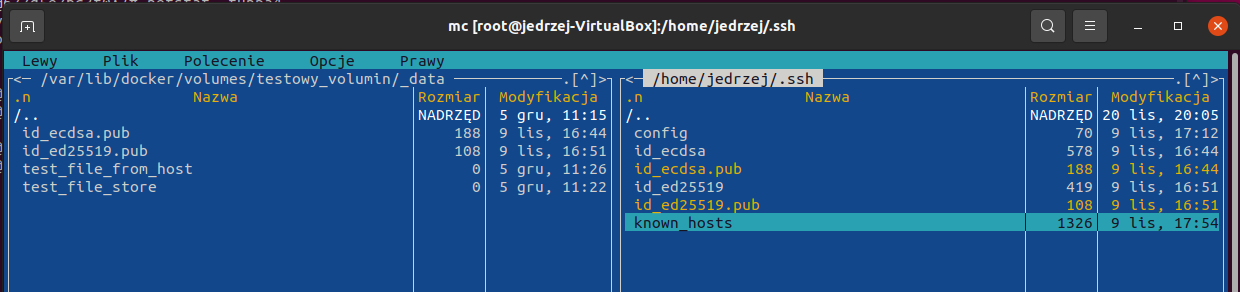 mc [root@jedrzej-VirtualBox]:/home/jedrzej/.ssh
Lewy Plik Polecenie Opcje Prawy
<─ /var/lib/docker/volumes/testowy_volumin/_data .[^]>
.n Nazwa Rozmiar Modyfikacja
/.. NADRZĘD 5 gru, 11:15
id_ecdsa.pub 188 9 lis, 16:44
id_ed25519.pub 108 9 lis, 16:51
test_file_from_host 0 5 gru, 11:26
test_file_store 0 5 gru, 11:22
<─ /home/jedrzej/.ssh .[^]>
.n Nazwa Rozmiar Modyfikacja
/.. NADRZĘD 20 lis, 20:05
config 70 9 lis, 17:12
id_ecdsa 578 9 lis, 16:44
id_ecdsa.pub 188 9 lis, 16:44
id_ed25519 419 9 lis, 16:51
id_ed25519.pub 108 9 lis, 16:51
known_hosts 1326 9 lis, 17:54